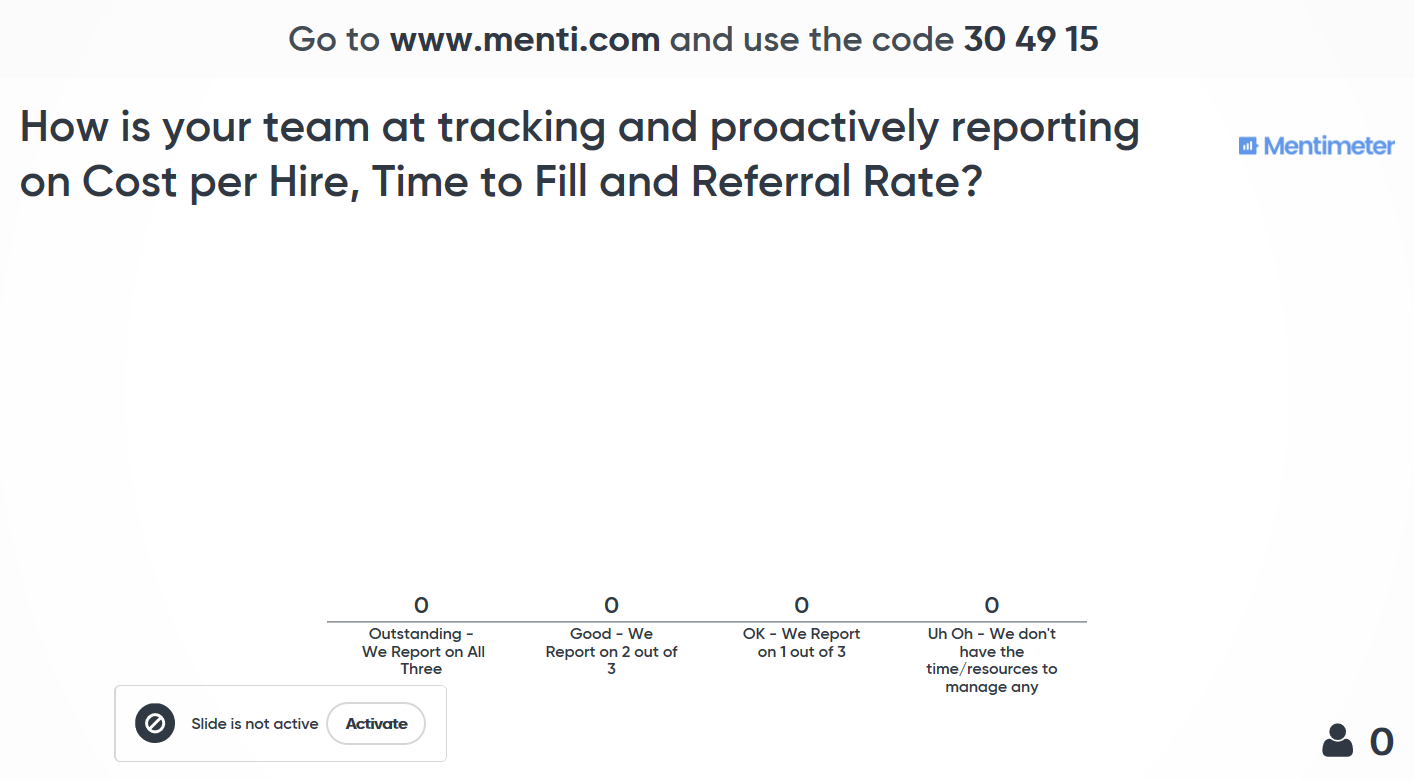 Go to www.menti.com and use the code 30 49 15
How is your team at tracking and proactively reporting
on Cost per Hire, Time to Fill and Referral Rate?
Mentimeter
0 0 0 0
Outstanding -
We Report on All
Three
Good - We
Report on 2 out of
3
OK - We Report
on 1 out of 3
Uh Oh - We don't
have the
time/resources to
manage any
Slide is not active Activate
0